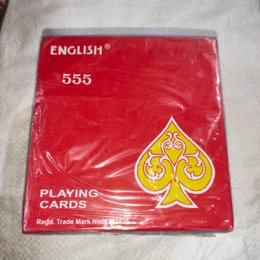 ENGLISH®
555
PLAYING
CARDS
Regd. Trade Mark No.